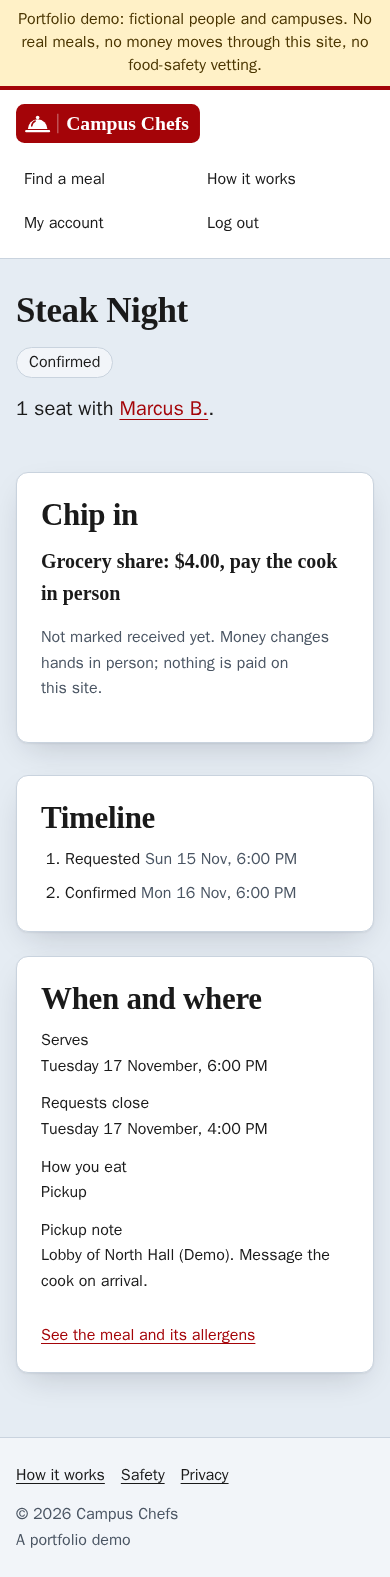 Portfolio demo: fictional people and campuses. No
real meals, no money moves through this site, no
food-safety vetting.
Campus Chefs
Find a meal
How it works
My account
Log out
Steak Night
Confirmed
1 seat with Marcus B..
Chip in
Grocery share: $4.00, pay the cook
in person
Not marked received yet. Money changes
hands in person; nothing is paid on
this site.
Timeline
1. Requested Sun 15 Nov, 6:00 PM
2. Confirmed Mon 16 Nov, 6:00 PM
When and where
Serves
Tuesday 17 November, 6:00 PM
Requests close
Tuesday 17 November, 4:00 PM
How you eat
Pickup
Pickup note
Lobby of North Hall (Demo). Message the
cook on arrival.
See the meal and its allergens
How it works Safety Privacy
© 2026 Campus Chefs
A portfolio demo